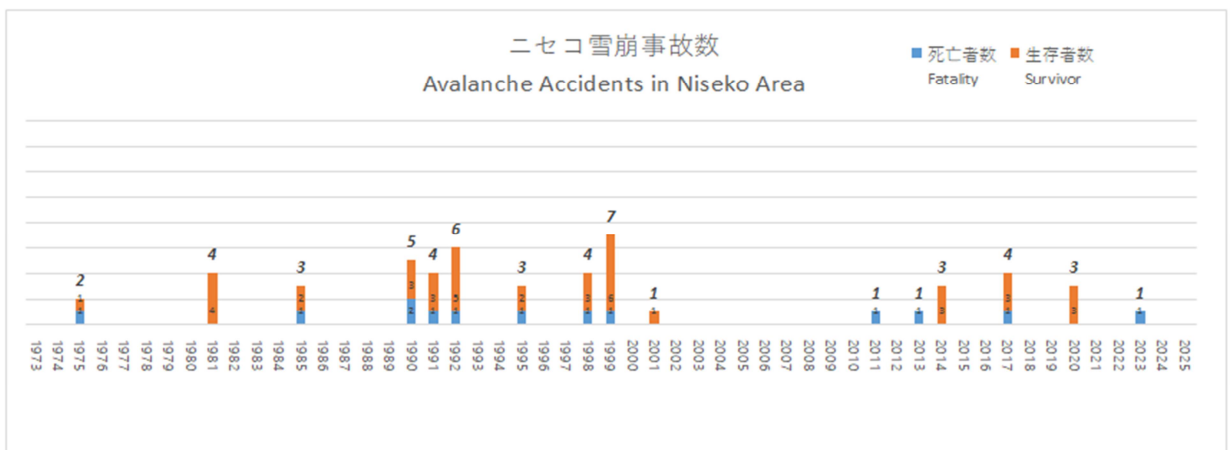 ニセコ雪崩事故数
Avalanche Accidents in Niseko Area
死亡者数 生存者数
Fatality Survivor
2 4 3 5 4 6 3 4 7 1 1 1 3 4 3 1
1973 1974 1975 1976 1977 1978 1979 1980 1981 1982 1983 1984 1985 1986 1987 1988 1989 1990 1991 1992 1993 1994 1995 1996 1997 1998 1999 2000 2001 2002 2003 2004 2005 2006 2007 2008 2009 2010 2011 2012 2013 2014 2015 2016 2017 2018 2019 2020 2021 2022 2023 2024 2025